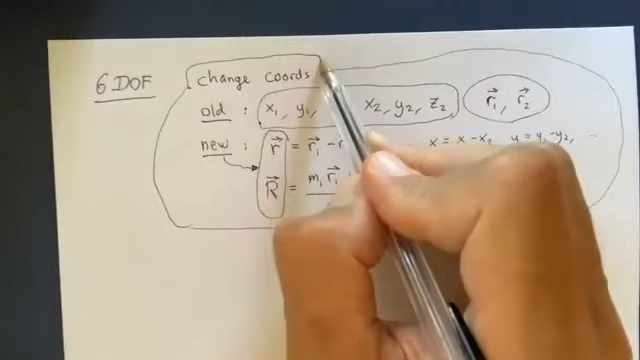 6 DOF
change coords
old : x₁, y₁, x₂, y₂, z₂ r⃗₁, r⃗₂
new : r⃗ = r⃗₁ - r x = x - x₂ y = y₁-y₂, ..
R⃗ = m₁ r⃗₁